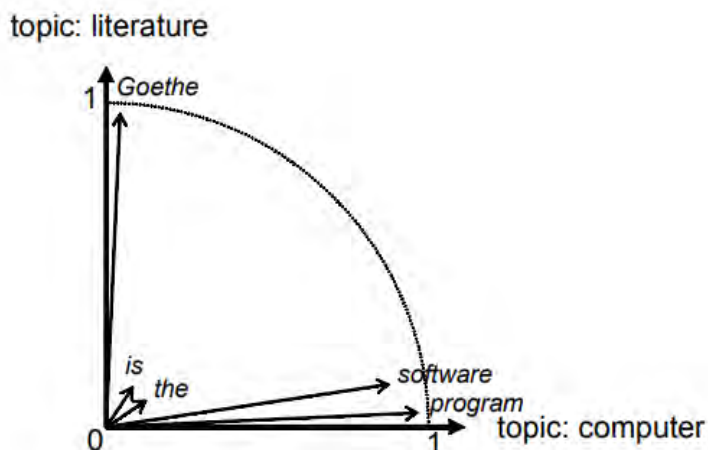 topic: literature
1
Goethe
is
the
software
program
0
1
topic: computer